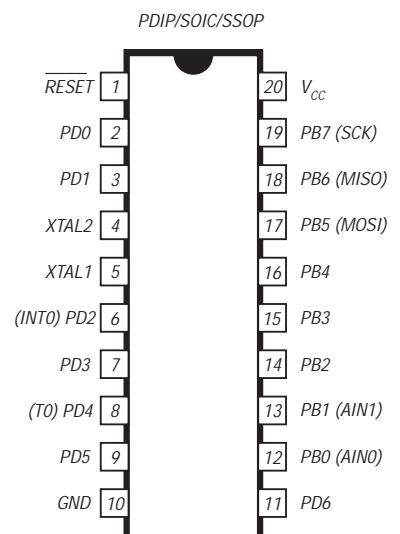 PDIP/SOIC/SSOP
RESET 1 20 VCC
PD0 2 19 PB7 (SCK)
PD1 3 18 PB6 (MISO)
XTAL2 4 17 PB5 (MOSI)
XTAL1 5 16 PB4
(INT0) PD2 6 15 PB3
PD3 7 14 PB2
(T0) PD4 8 13 PB1 (AIN1)
PD5 9 12 PB0 (AIN0)
GND 10 11 PD6